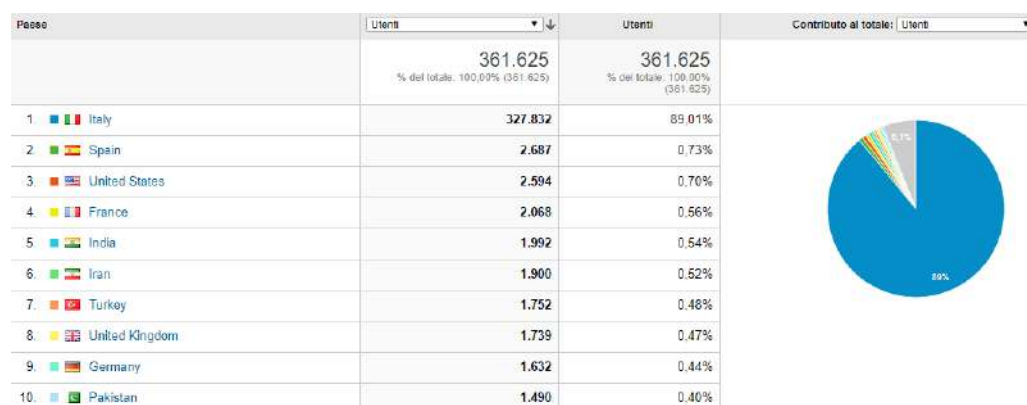 Paese Utenti Utenti Contributo al totale: Utenti
361.625 361.625
% del totale: 100,00% (361.625) % del totale: 100,00%
(361.625)
1. Italy 327.832 89,01%
2. Spain 2.687 0,73%
3. United States 2.594 0,70%
4. France 2.068 0,56%
5. India 1.992 0,54%
6. Iran 1.900 0,52%
7. Turkey 1.752 0,48%
8. United Kingdom 1.739 0,47%
9. Germany 1.632 0,44%
10. Pakistan 1.490 0,40%
89%